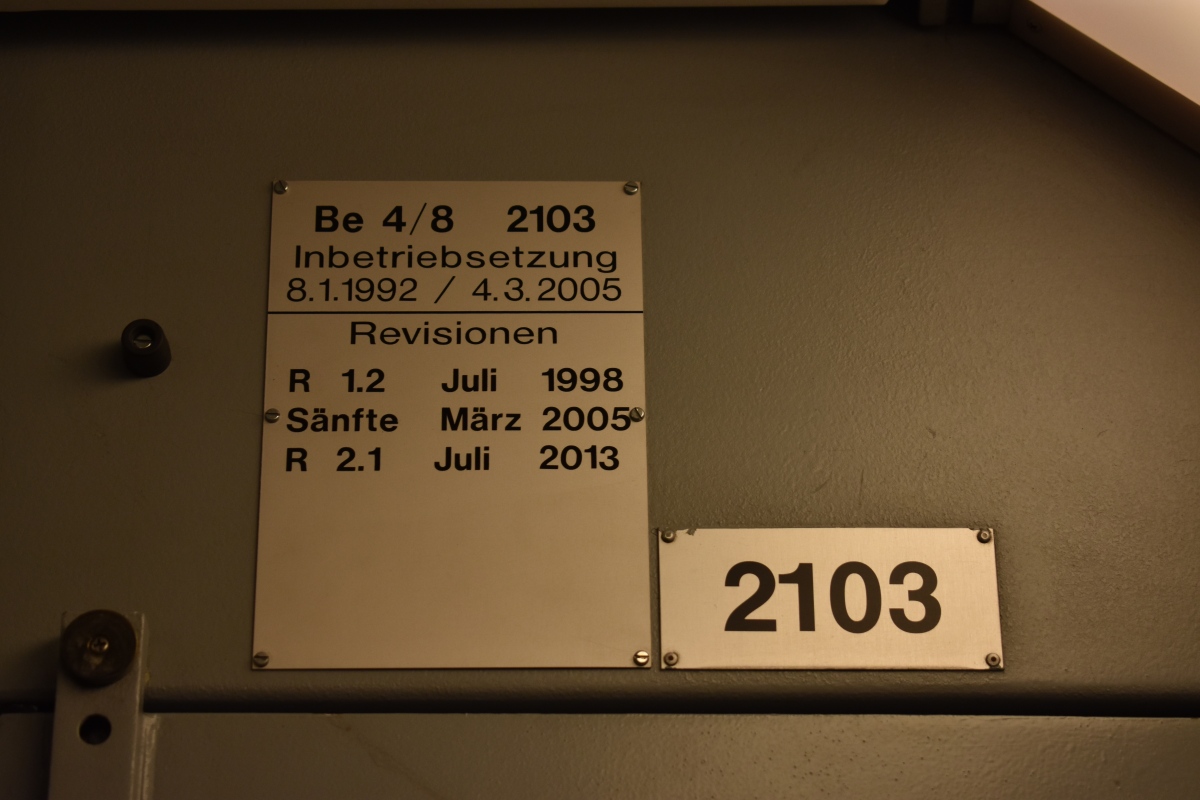 Be 4/8 2103
Inbetriebsetzung
8.1.1992 / 4.3.2005
Revisionen
R 1.2 Juli 1998
Sänfte März 2005
R 2.1 Juli 2013
2103